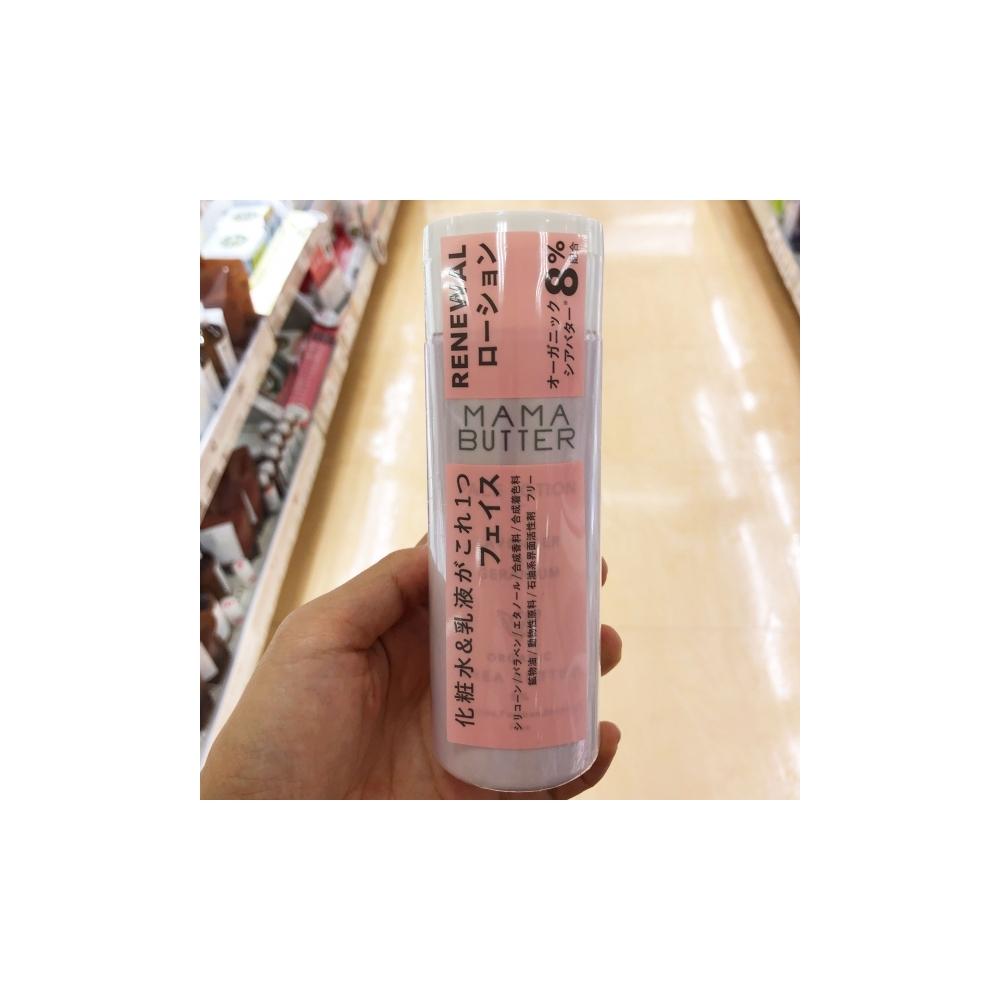 MAMA
BUTTER
化粧水&乳液がこれ1つ
フェイス
RENEWAL
ローション
オーガニック
シアバター*
8%
配合
シリコーン/パラベン/エタノール/合成香料/合成着色料
鉱物油/動物性原料/石油系界面活性剤 フリー